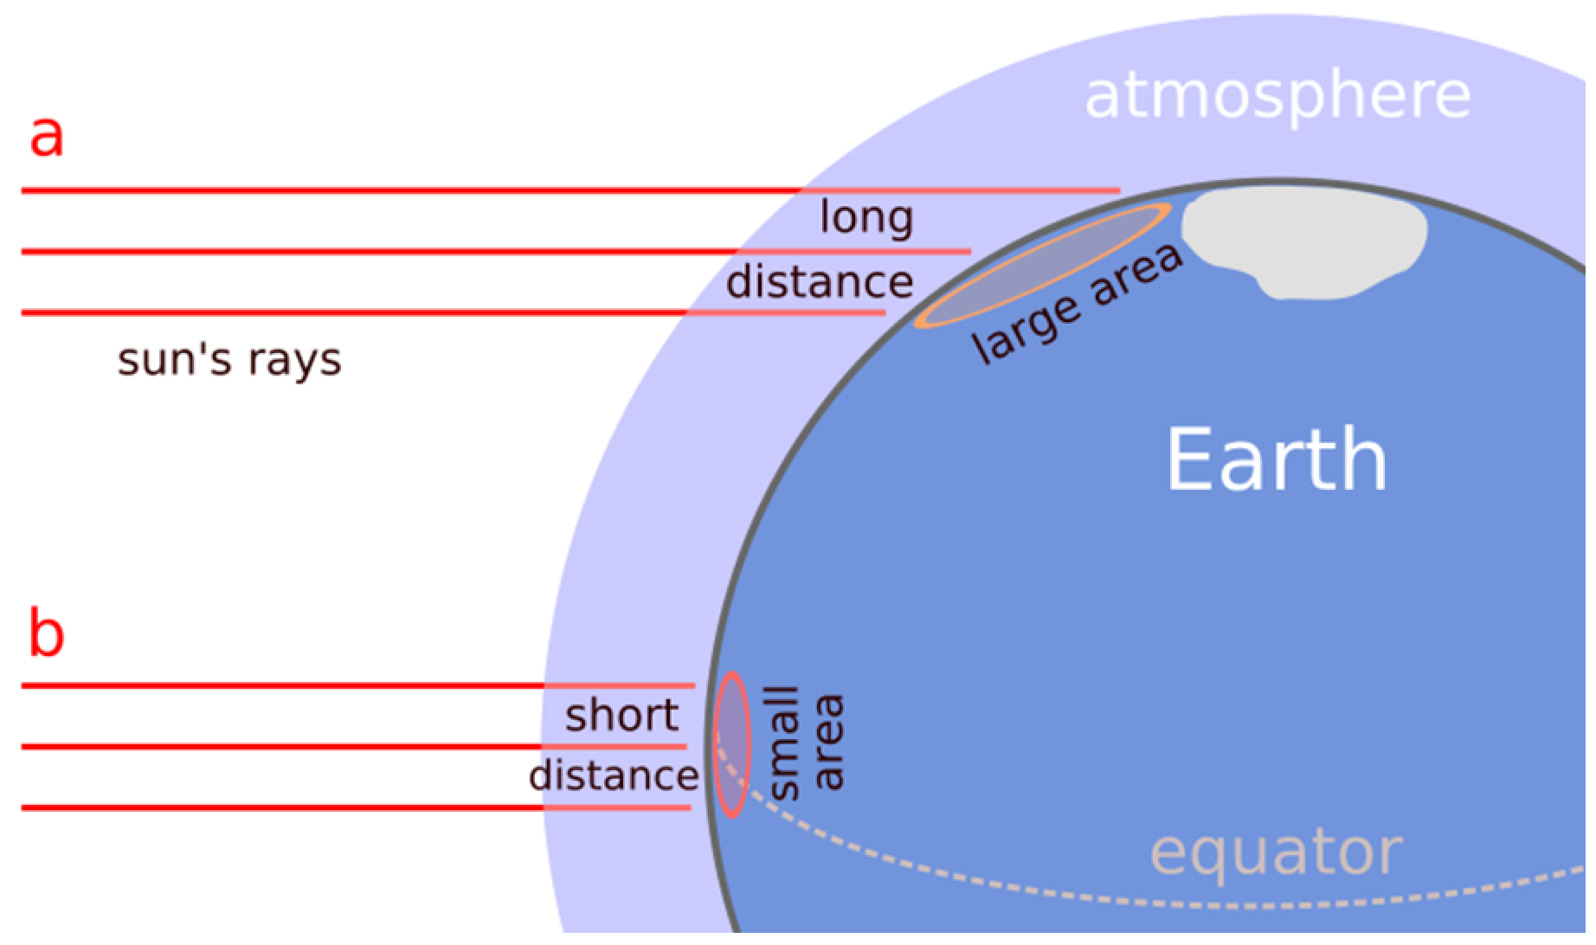 atmosphere
a
long
distance
sun's rays
large area
Earth
b
short
distance
small
area
equator